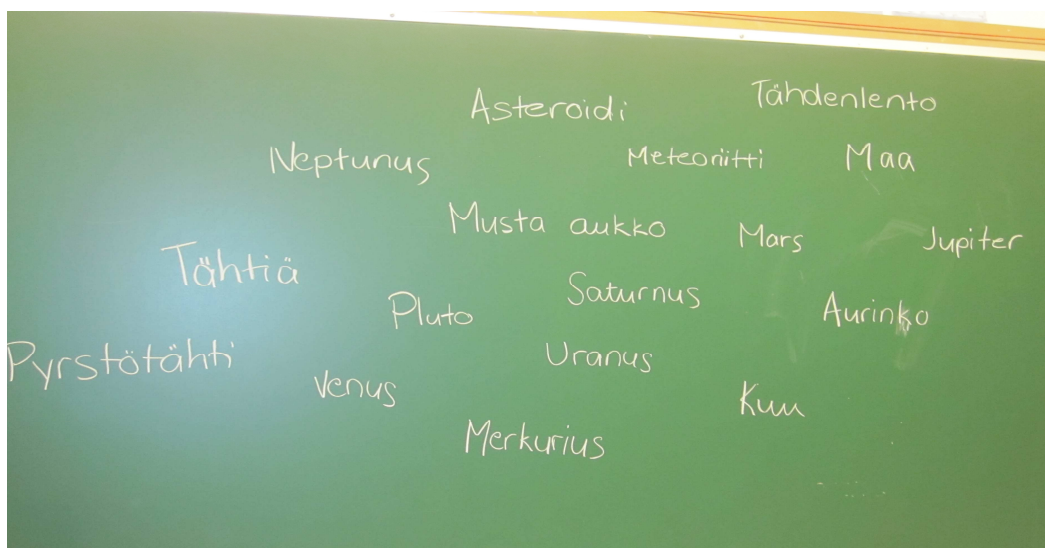 Asteroidi
Tähdenlento
Neptunus
Meteoriitti
Maa
Musta aukko
Mars
Jupiter
Tähtiä
Pluto
Saturnus
Aurinko
Pyrstötähti
Venus
Uranus
Kuu
Merkurius